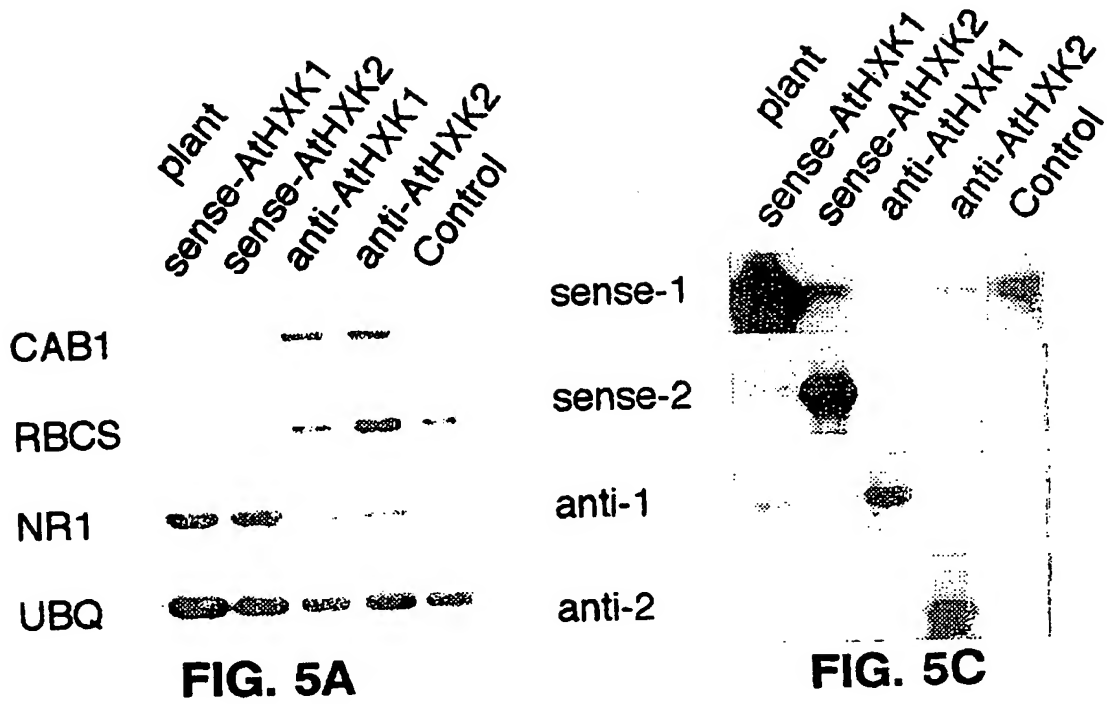 plant
sense-AtHXK1
sense-AtHXK2
anti-AtHXK1
anti-AtHXK2
Control
CAB1
RBCS
NR1
UBQ
FIG. 5A
plant
sense-AtHXK1
sense-AtHXK2
anti-AtHXK1
anti-AtHXK2
Control
sense-1
sense-2
anti-1
anti-2
FIG. 5C